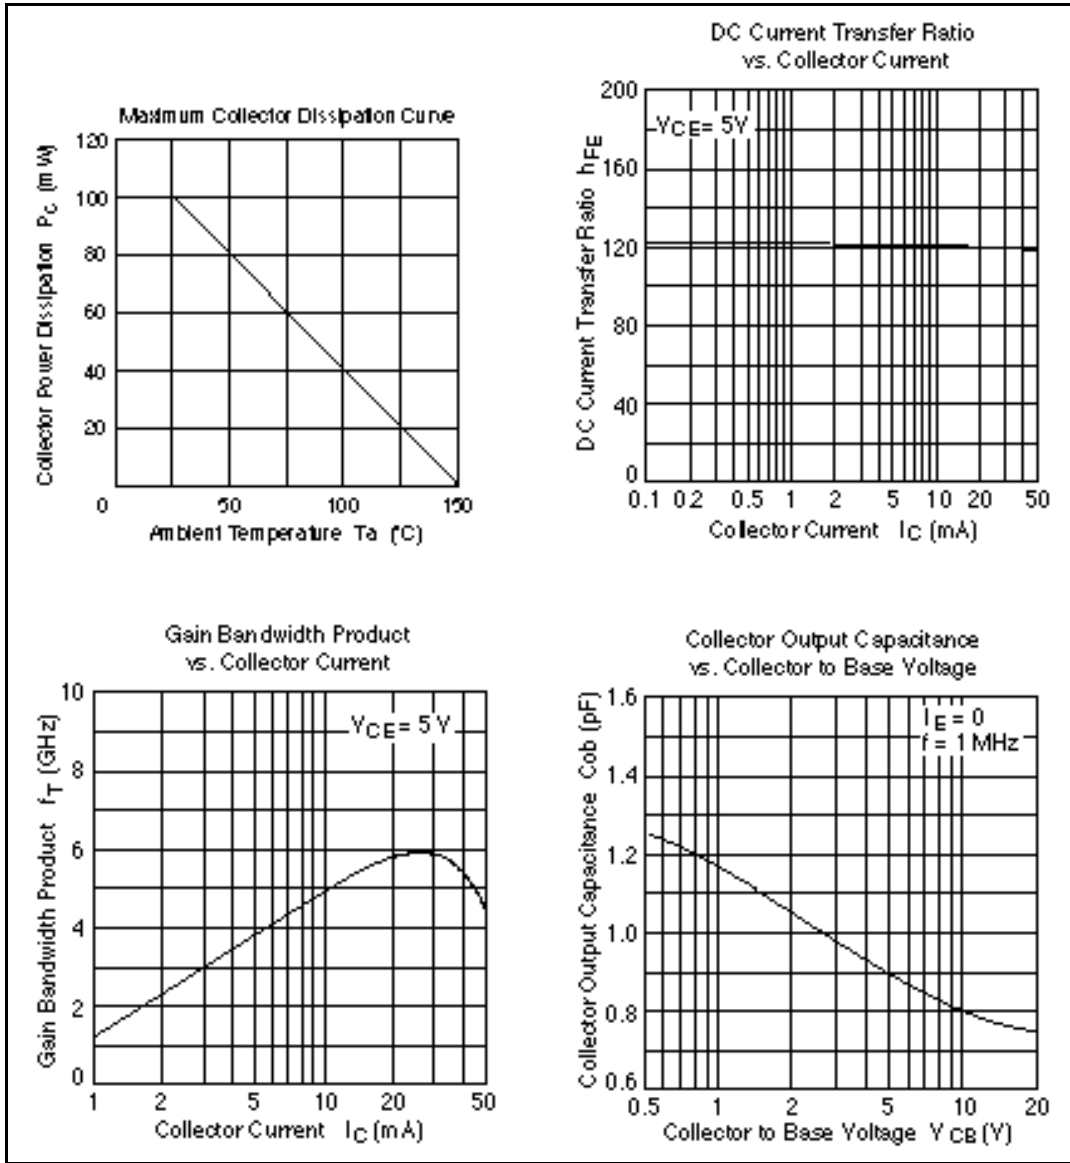 Maximum Collector Dissipation Curve
Collector Power Dissipation PC (mW)
120
100
80
60
40
20
0
50
100
150
Ambient Temperature Ta (°C)
DC Current Transfer Ratio
vs. Collector Current
DC Current Transfer Ratio hFE
200
160
120
80
40
0
VCE = 5V
0.1 0.2 0.5 1 2 5 10 20 50
Collector Current IC (mA)
Gain Bandwidth Product
vs. Collector Current
Gain Bandwidth Product fT (GHz)
10
8
6
4
2
0
VCE = 5 V
1 2 5 10 20 50
Collector Current IC (mA)
Collector Output Capacitance
vs. Collector to Base Voltage
Collector Output Capacitance Cob (pF)
1.6
1.4
1.2
1.0
0.8
0.6
IE = 0
f = 1 MHz
0.5 1 2 5 10 20
Collector to Base Voltage VCB (V)